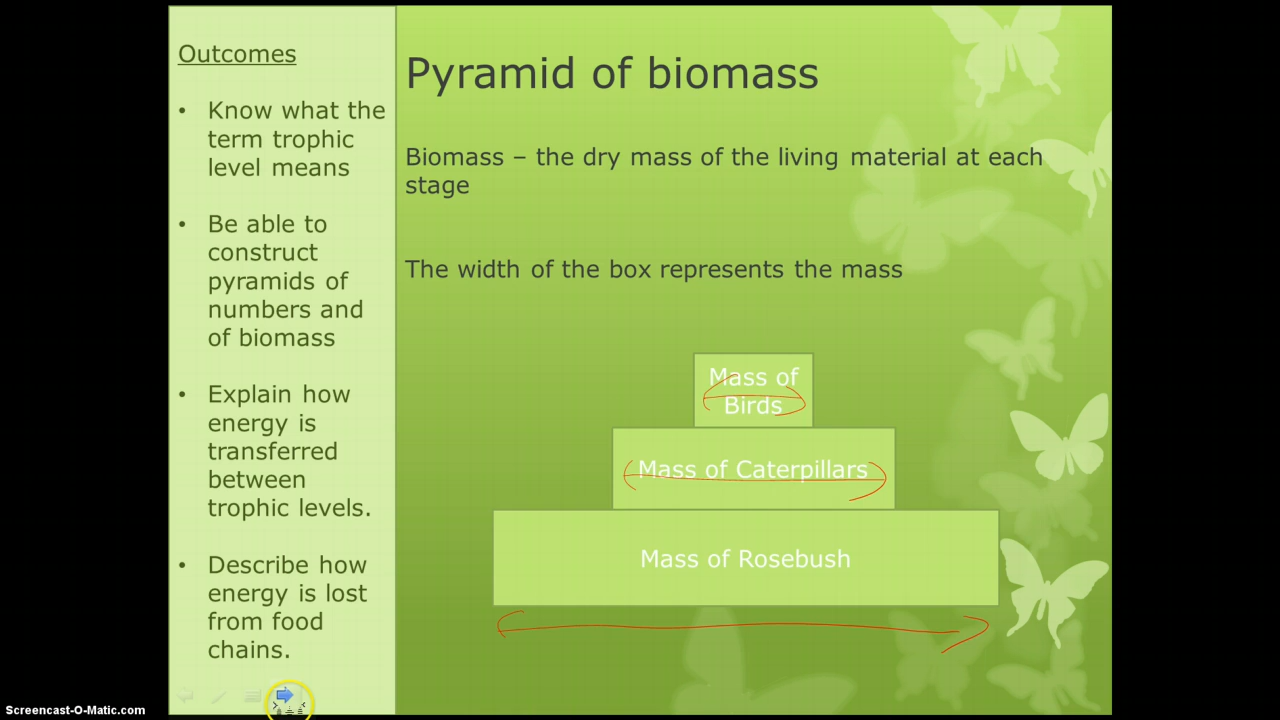 Outcomes
• Know what the
term trophic
level means
• Be able to
construct
pyramids of
numbers and
of biomass
• Explain how
energy is
transferred
between
trophic levels.
• Describe how
energy is lost
from food
chains.
Pyramid of biomass
Biomass – the dry mass of the living material at each
stage
The width of the box represents the mass
Mass of
Birds
Mass of Caterpillars
Mass of Rosebush
Screencast-O-Matic.com